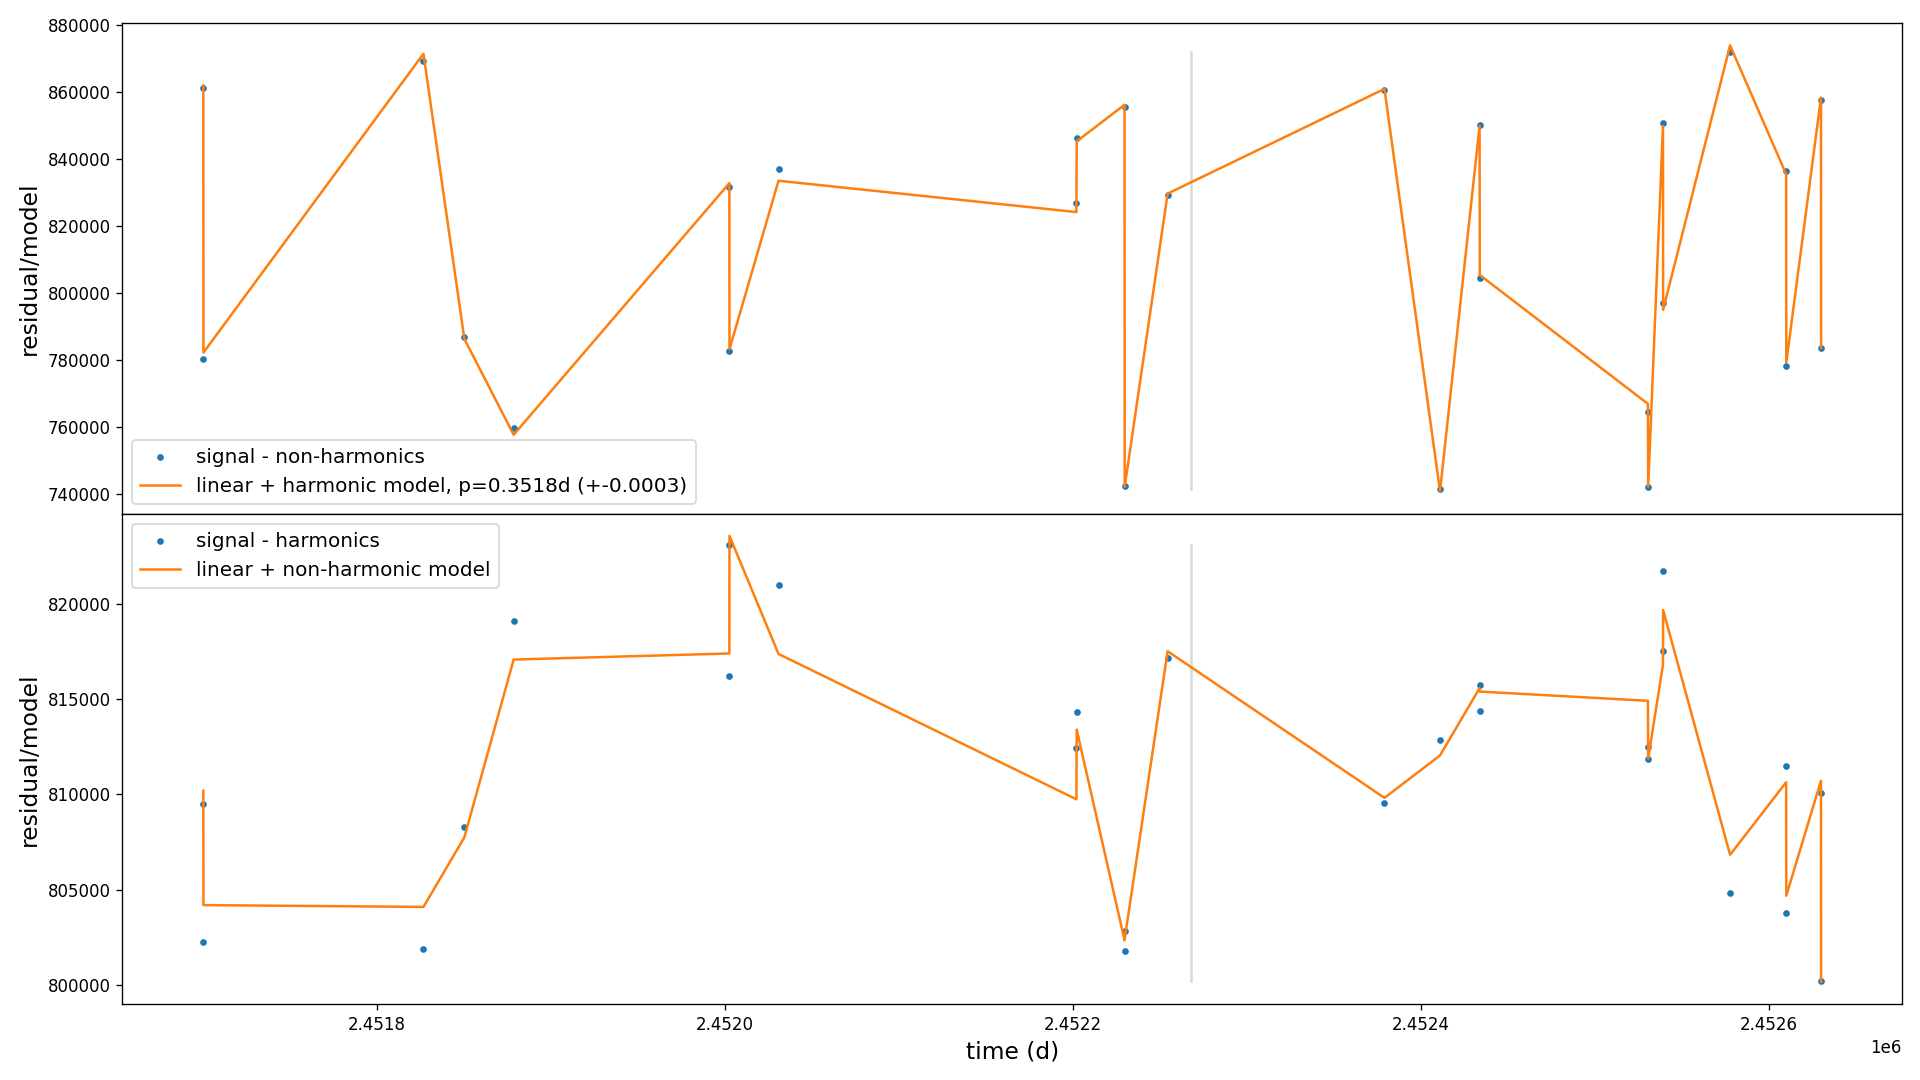 880000
860000
840000
820000
800000
780000
760000
740000
residual/model
signal - non-harmonics
linear + harmonic model, p=0.3518d (+-0.0003)
signal - harmonics
linear + non-harmonic model
820000
815000
810000
805000
800000
residual/model
2.4518
2.4520
2.4522
2.4524
2.4526
time (d)
1e6